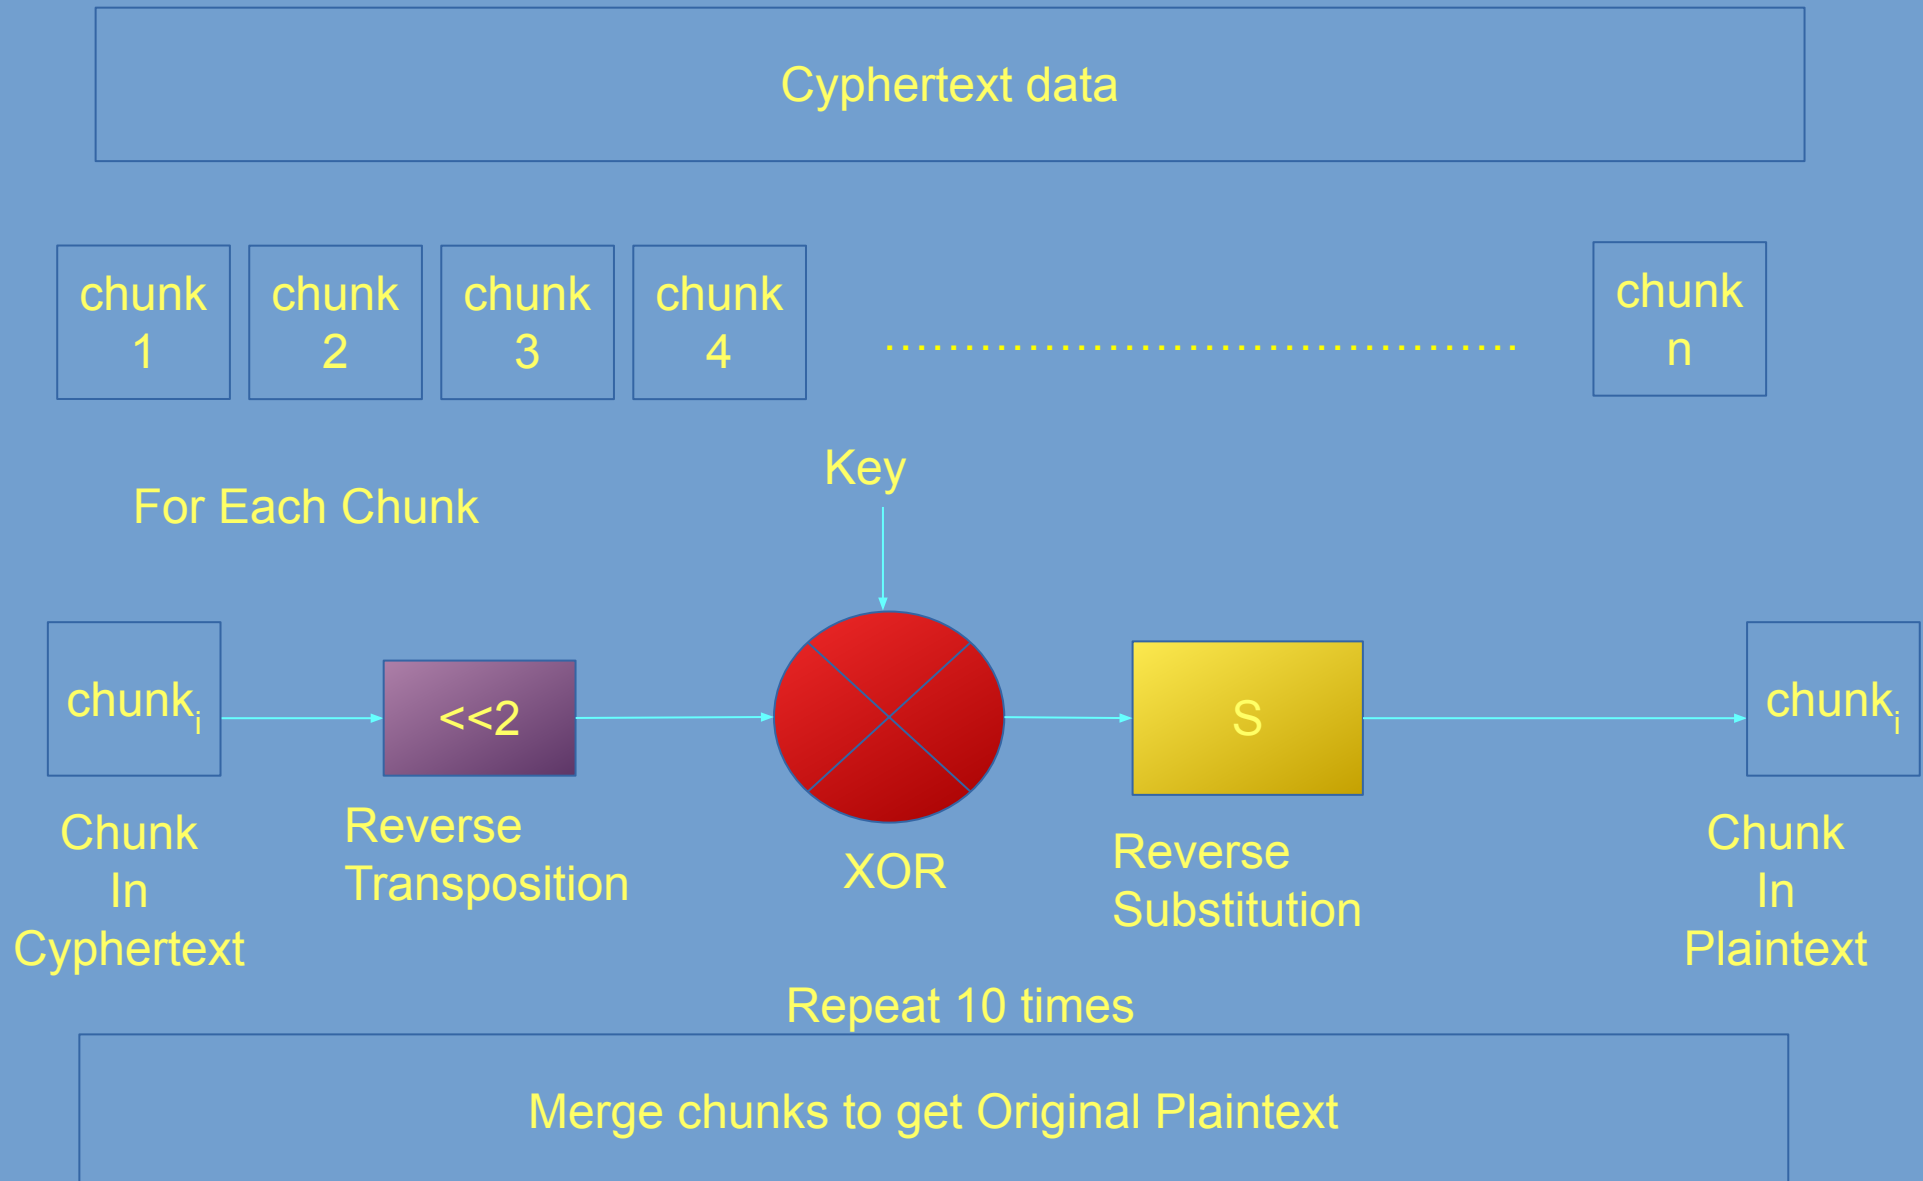 Cyphertext data
chunk
1
chunk
2
chunk
3
chunk
4
........................................
chunk
n
Key
For Each Chunk
chunki
<<2
S
chunki
Chunk
In
Cyphertext
Reverse
Transposition
XOR
Reverse
Substitution
Chunk
In
Plaintext
Repeat 10 times
Merge chunks to get Original Plaintext